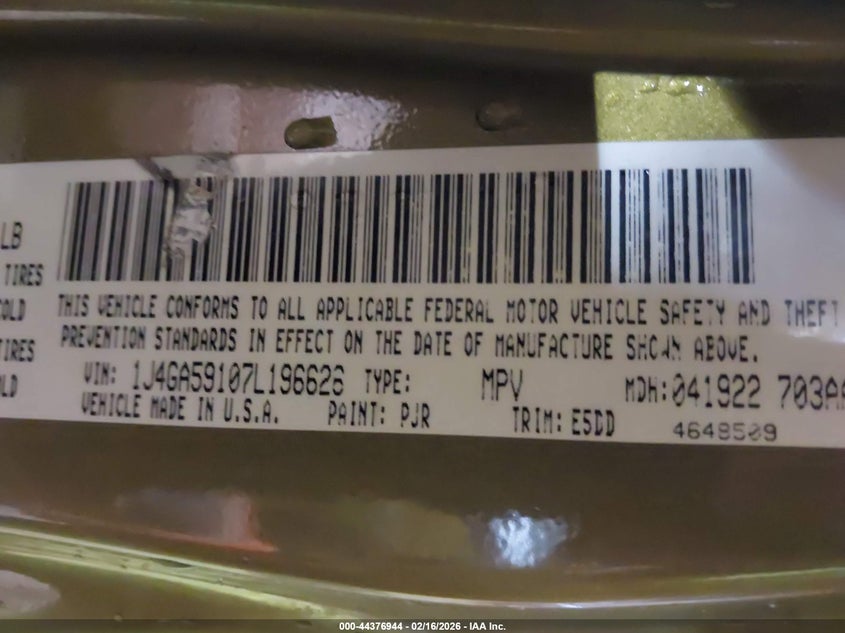 LB
TIRES
COLD
TIRES
LD
THIS VEHICLE CONFORMS TO ALL APPLICABLE FEDERAL MOTOR VEHICLE SAFETY AND THEFT
PREVENTION STANDARDS IN EFFECT ON THE DATE OF MANUFACTURE SHOWN ABOVE.
VIN: 1J4GA59107L196626 TYPE: MPV MDH: 041922 703A
VEHICLE MADE IN U.S.A. PAINT: PJR TRIM: E5DD 4648509
000-44376944 - 02/16/2026 - IAA Inc.